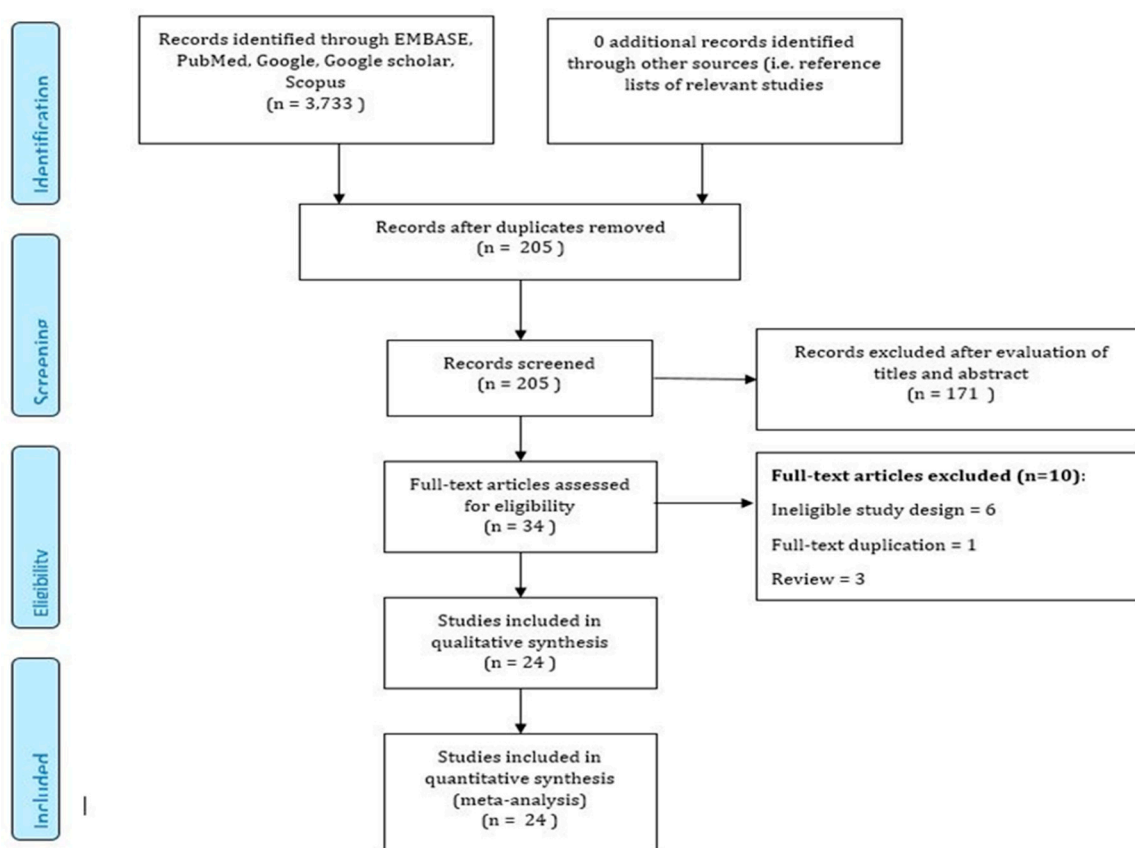 Identification
Records identified through EMBASE,
PubMed, Google, Google scholar,
Scopus
(n = 3,733 )
0 additional records identified
through other sources (i.e. reference
lists of relevant studies
Records after duplicates removed
(n = 205 )
Screening
Records screened
(n = 205 )
Records excluded after evaluation of
titles and abstract
(n = 171 )
Eligibility
Full-text articles assessed
for eligibility
(n = 34 )
Full-text articles excluded (n=10):
Ineligible study design = 6
Full-text duplication = 1
Review = 3
Studies included in
qualitative synthesis
(n = 24 )
Included
Studies included in
quantitative synthesis
(meta-analysis)
(n = 24 )